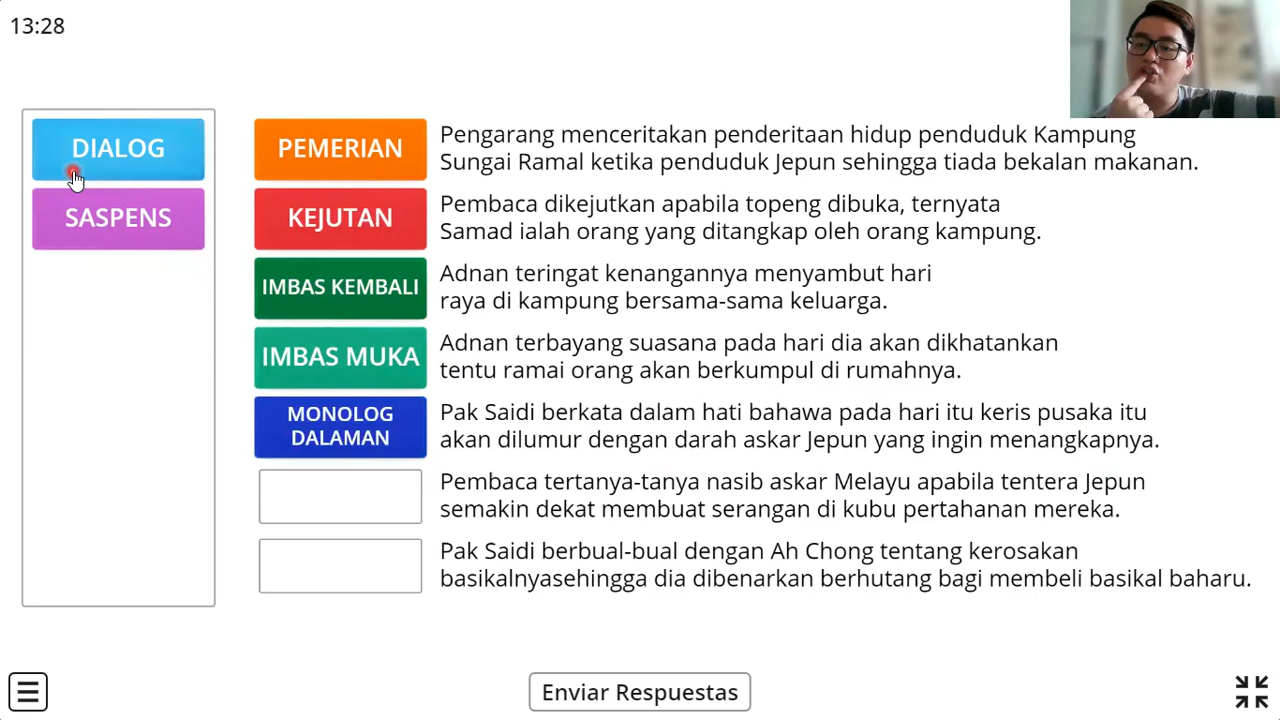 13:28
DIALOG
SASPENS
PEMERIAN
Pengarang menceritakan penderitaan hidup penduduk Kampung
Sungai Ramal ketika penduduk Jepun sehingga tiada bekalan makanan.
KEJUTAN
Pembaca dikejutkan apabila topeng dibuka, ternyata
Samad ialah orang yang ditangkap oleh orang kampung.
IMBAS KEMBALI
Adnan teringat kenangannya menyambut hari
raya di kampung bersama-sama keluarga.
IMBAS MUKA
Adnan terbayang suasana pada hari dia akan dikhatankan
tentu ramai orang akan berkumpul di rumahnya.
MONOLOG
DALAMAN
Pak Saidi berkata dalam hati bahawa pada hari itu keris pusaka itu
akan dilumur dengan darah askar Jepun yang ingin menangkapnya.
Pembaca tertanya-tanya nasib askar Melayu apabila tentera Jepun
semakin dekat membuat serangan di kubu pertahanan mereka.
Pak Saidi berbual-bual dengan Ah Chong tentang kerosakan
basikalnyasehingga dia dibenarkan berhutang bagi membeli basikal baharu.
Enviar Respuestas